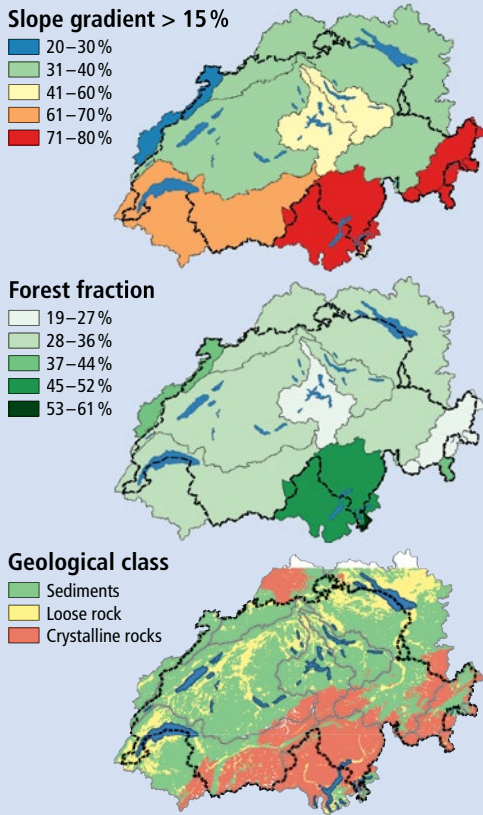 Slope gradient > 15 %
20–30 %
31–40 %
41–60 %
61–70 %
71–80 %
Forest fraction
19–27 %
28–36 %
37–44 %
45–52 %
53–61 %
Geological class
Sediments
Loose rock
Crystalline rocks